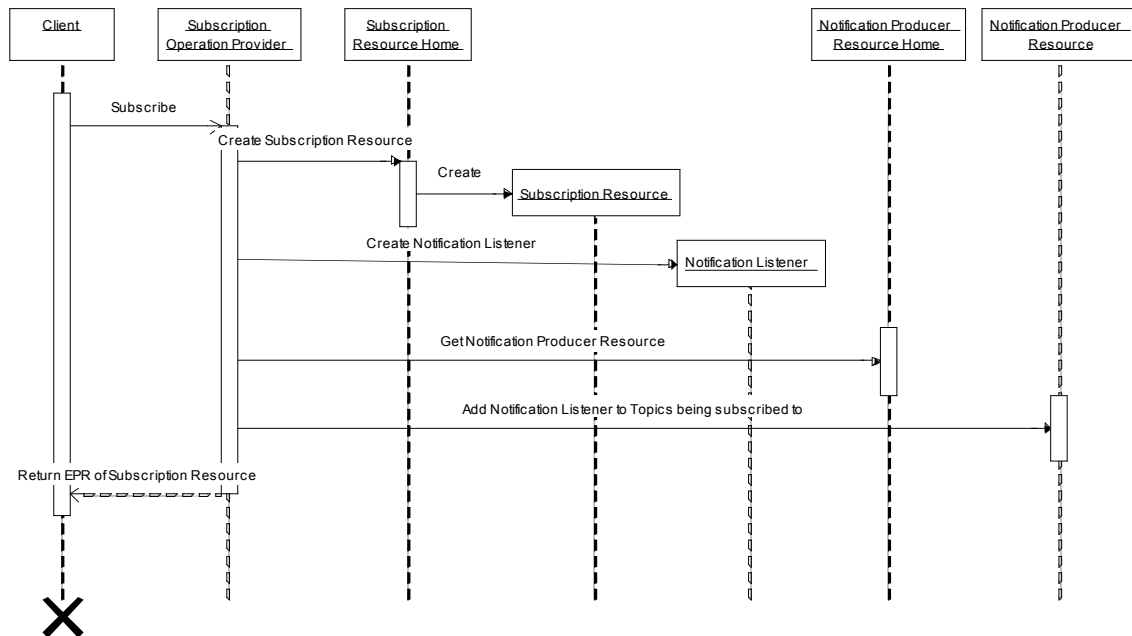 Client
Subscription
Operation Provider
Subscription
Resource Home
Notification Producer
Resource Home
Notification Producer
Resource
Subscribe
Create Subscription Resource
Create
Subscription Resource
Create Notification Listener
Notification Listener
Get Notification Producer Resource
Add Notification Listener to Topics being subscribed to
Return EPR of Subscription Resource